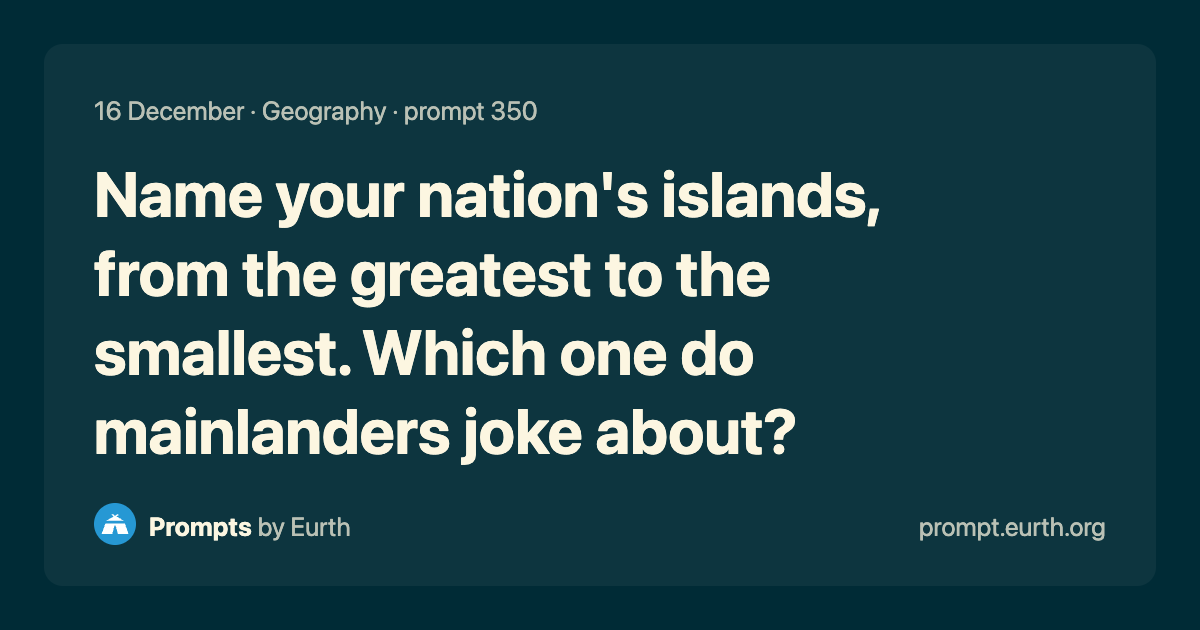 16 December · Geography · prompt 350
Name your nation's islands,
from the greatest to the
smallest. Which one do
mainlanders joke about?
Prompts by Eurth
prompt.eurth.org